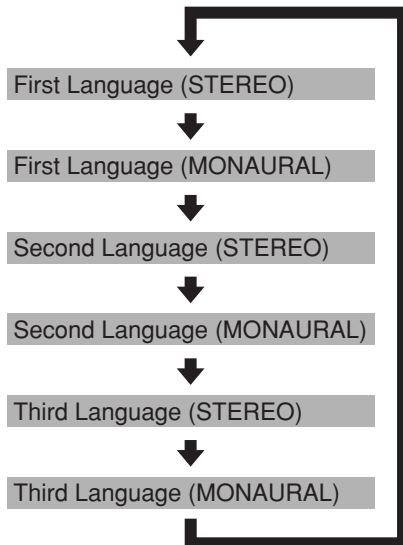 First Language (STEREO)
First Language (MONAURAL)
Second Language (STEREO)
Second Language (MONAURAL)
Third Language (STEREO)
Third Language (MONAURAL)